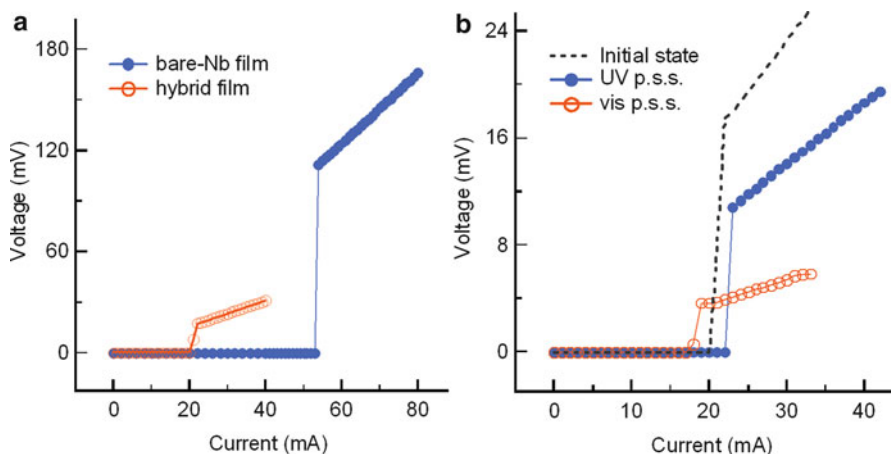 a
180
120
60
0
Voltage (mV)
bare-Nb film
hybrid film
0 20 40 60 80
Current (mA)
b
24
16
8
0
Voltage (mV)
Initial state
UV p.s.s.
vis p.s.s.
0 10 20 30 40
Current (mA)